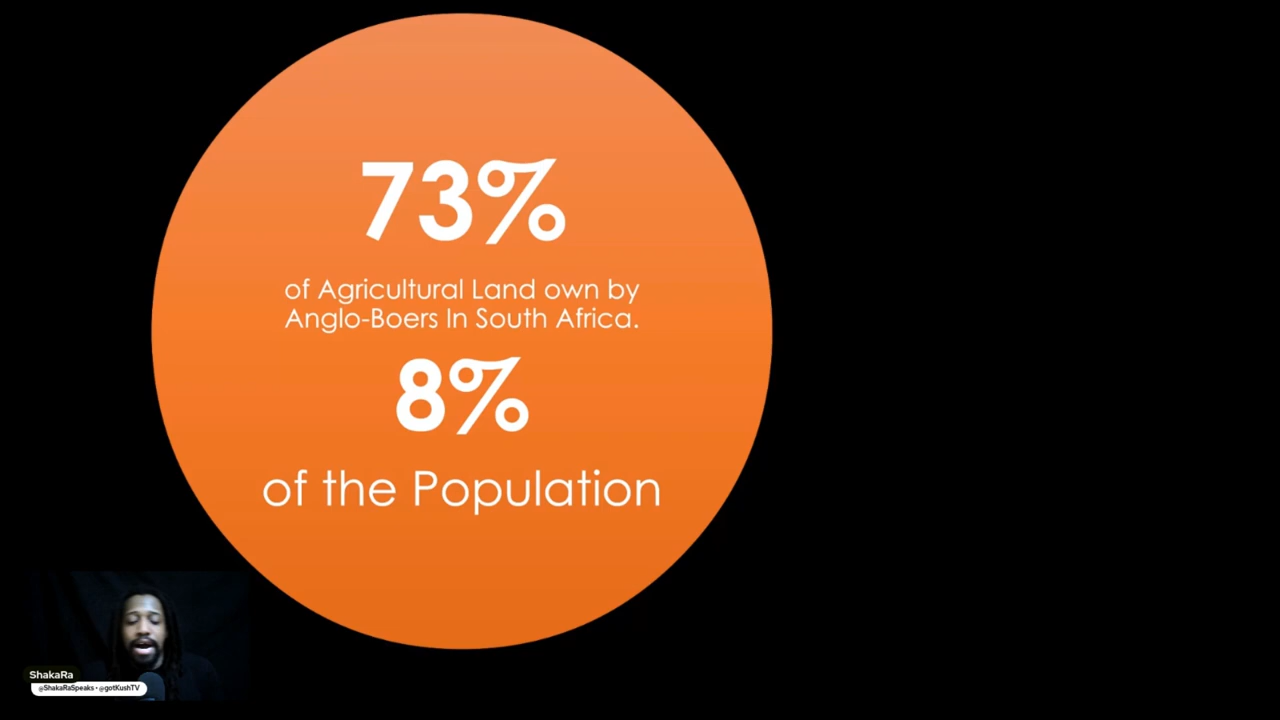 73%
of Agricultural Land own by
Anglo-Boers In South Africa.
8%
of the Population
ShakaRa
@ShakaRaSpeaks • @gotKushTV